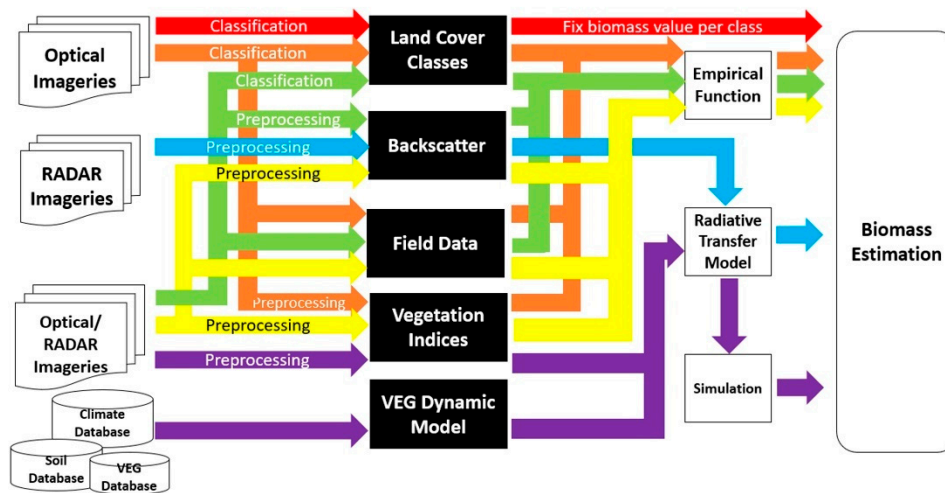 Optical
Imageries
RADAR
Imageries
Optical/
RADAR
Imageries
Climate
Database
Soil
Database
VEG
Database
Classification
Classification
Classification
Preprocessing
Preprocessing
Preprocessing
Preprocessing
Preprocessing
Preprocessing
Land Cover
Classes
Backscatter
Field Data
Vegetation
Indices
VEG Dynamic
Model
Fix biomass value per class
Empirical
Function
Radiative
Transfer
Model
Simulation
Biomass
Estimation